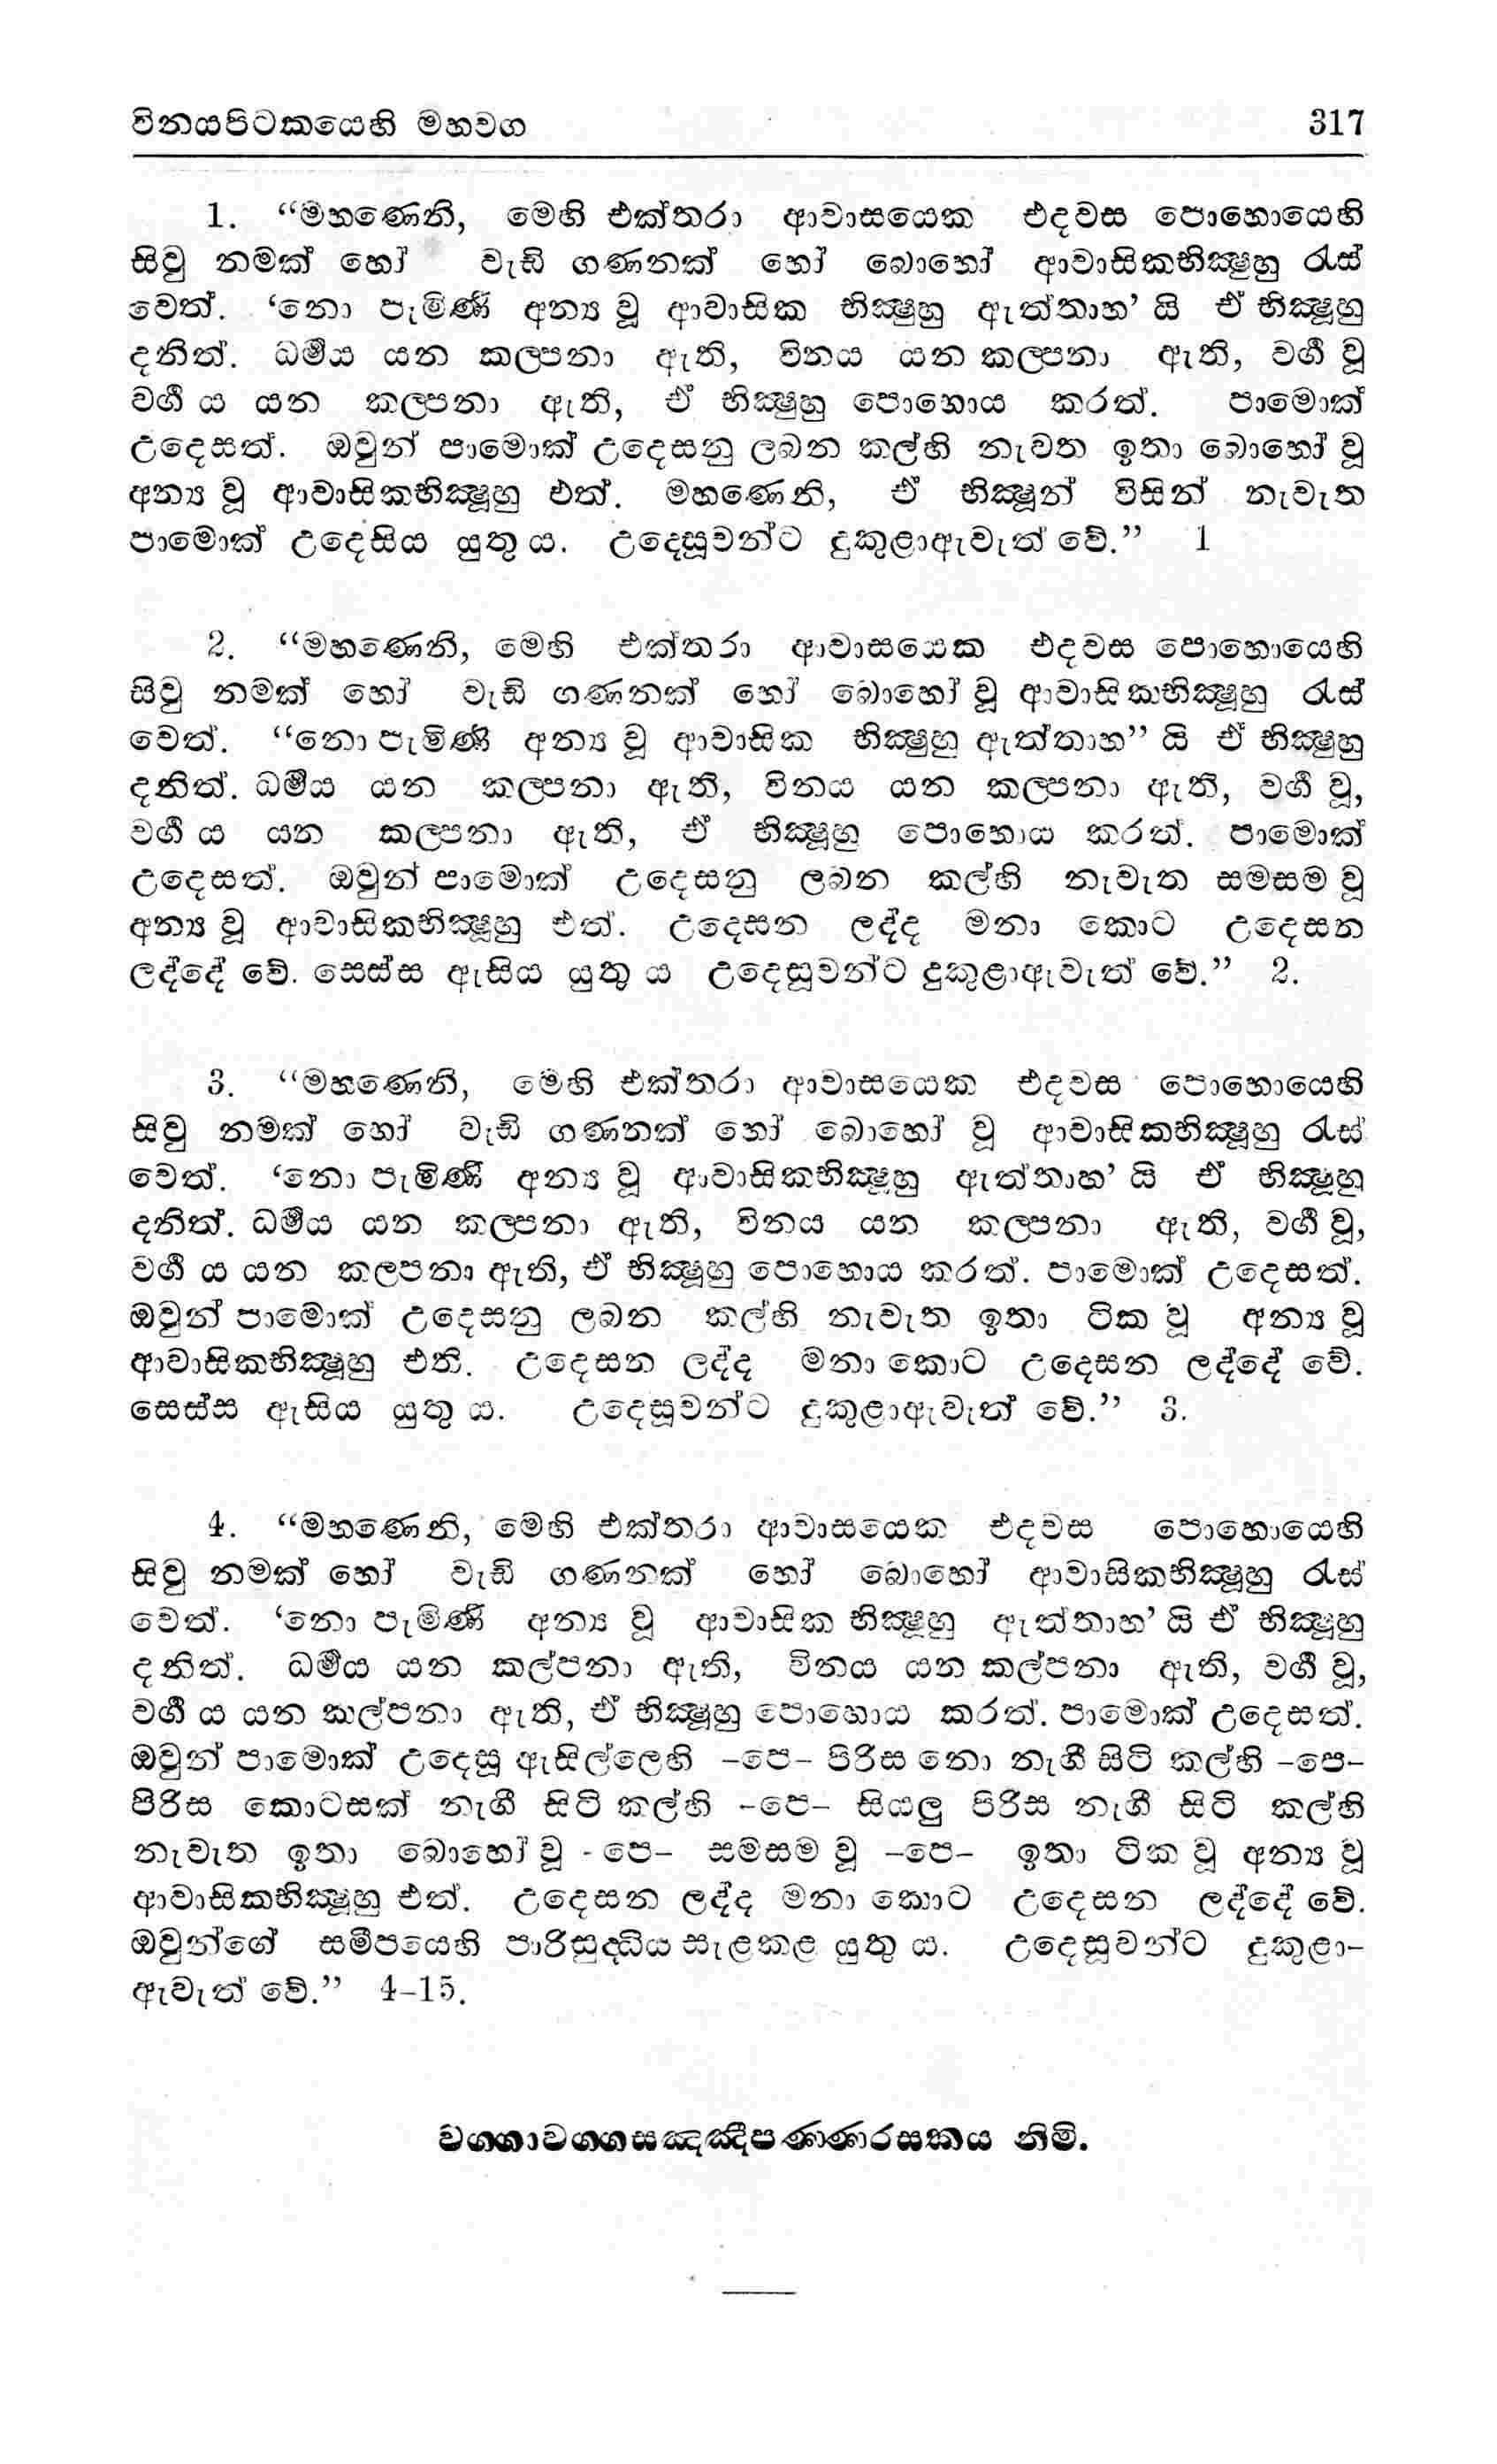 විනයපිටකයෙහි මහවග 317
1. “මහණෙනි, මෙහි එක්තරා ආවාසයෙක එදවස පොහොයෙහි
සිවු නමක් හෝ වැඩි ගණනක් හෝ බොහෝ ආවාසිකභික්‍ෂුහු රැස්
වෙත්. ‘නො පැමිණි අන්‍ය වූ ආවාසික භික්‍ෂුහු ඇත්තාහ’ යි ඒ භික්‍ෂූහු
දනිත්. ධර්‍මය යන කල්පනා ඇති, විනය යන කල්පනා ඇති, වර්‍ග වූ
වර්‍ග ය යන කල්පනා ඇති, ඒ භික්‍ෂුහු පොහොය කරත්. පාමොක්
උදෙසත්. ඔවුන් පාමොක් උදෙසනු ලබන කල්හි නැවත ඉතා බොහෝ වූ
අන්‍ය වූ ආවාසිකභික්‍ෂූහු එත්. මහණෙනි, ඒ භික්‍ෂූන් විසින් නැවැත
පාමොක් උදෙසිය යුතු ය. උදෙසූවන්ට දුකුළාඇවැත් වේ.” 1
2. “මහණෙනි, මෙහි එක්තරා ආවාසයෙක එදවස පොහොයෙහි
සිවු නමක් හෝ වැඩි ගණනක් හෝ බොහෝ වූ ආවාසිකභික්‍ෂූහු රැස්
වෙත්. “නො පැමිණි අන්‍ය වූ ආවාසික භික්‍ෂුහු ඇත්තාහ” යි ඒ භික්‍ෂුහු
දනිත්. ධර්‍මය යන කල්පනා ඇති, විනය යන කල්පනා ඇති, වර්‍ග වූ,
වර්‍ග ය යන කල්පනා ඇති, ඒ භික්‍ෂූහු පොහොය කරත්. පාමොක්
උදෙසත්. ඔවුන් පාමොක් උදෙසනු ලබන කල්හි නැවැත සමසම වූ
අන්‍ය වූ ආවාසිකභික්‍ෂූහු එත්. උදෙසන ලද්ද මනා කොට උදෙසන
ලද්දේ වේ. සෙස්ස ඇසිය යුතු ය උදෙසූවන්ට දුකුළාඇවැත් වේ.” 2.
3. “මහණෙනි, මෙහි එක්තරා ආවාසයෙක එදවස පොහොයෙහි
සිවු නමක් හෝ වැඩි ගණනක් හෝ බොහෝ වූ ආවාසිකභික්‍ෂූහු රැස්
වෙත්. ‘නො පැමිණි අන්‍ය වූ ආවාසිකභික්‍ෂූහු ඇත්තාහ’ යි ඒ භික්‍ෂූහු
දනිත්. ධර්‍මය යන කල්පනා ඇති, විනය යන කල්පනා ඇති, වර්‍ග වූ,
වර්‍ග ය යන කලපනා ඇති, ඒ භික්‍ෂූහු පොහොය කරත්. පාමොක් උදෙසත්.
ඔවුන් පාමොක් උදෙසනු ලබන කල්හි නැවැත ඉතා ටික වූ අන්‍ය වූ
ආවාසිකභික්‍ෂූහු එති. උදෙසන ලද්ද මනා කොට උදෙසන ලද්දේ වේ.
සෙස්ස ඇසිය යුතු ය. උදෙසූවන්ට දුකුළාඇවැත් වේ.” 3.
4. “මහණෙනි, මෙහි එක්තරා ආවාසයෙක එදවස පොහොයෙහි
සිවු නමක් හෝ වැඩි ගණනක් හෝ බොහෝ ආවාසිකභික්‍ෂූහු රැස්
වෙත්. ‘නො පැමිණි අන්‍ය වූ ආවාසික භික්‍ෂූහු ඇත්තාහ’ යි ඒ භික්‍ෂූහු
දනිත්. ධර්‍මය යන කල්පනා ඇති, විනය යන කල්පනා ඇති, වර්‍ග වූ,
වර්‍ග ය යන කල්පනා ඇති, ඒ භික්‍ෂූහු පොහොය කරත්. පාමොක් උදෙසත්.
ඔවුන් පාමොක් උදෙසූ ඇසිල්ලෙහි –පෙ– පිරිස නො නැගී සිටි කල්හි –පෙ–
පිරිස කොටසක් නැගී සිටි කල්හි –පෙ– සියලු පිරිස නැගී සිටි කල්හි
නැවැත ඉතා බොහෝ වූ - පෙ– සමසම වූ –පෙ– ඉතා ටික වූ අන්‍ය වූ
ආවාසිකභික්‍ෂූහු එත්. උදෙසන ලද්ද මනා කොට උදෙසන ලද්දේ වේ.
ඔවුන්ගේ සමීපයෙහි පාරිසුද්‍ධිය සැළකළ යුතු ය. උදෙසූවන්ට දුකුළා–
ඇවැත් වේ.” 4–15.
වග‍්ගාවග‍්ගසඤ‍්ඤීපණ‍්ණරසකය නිමි.